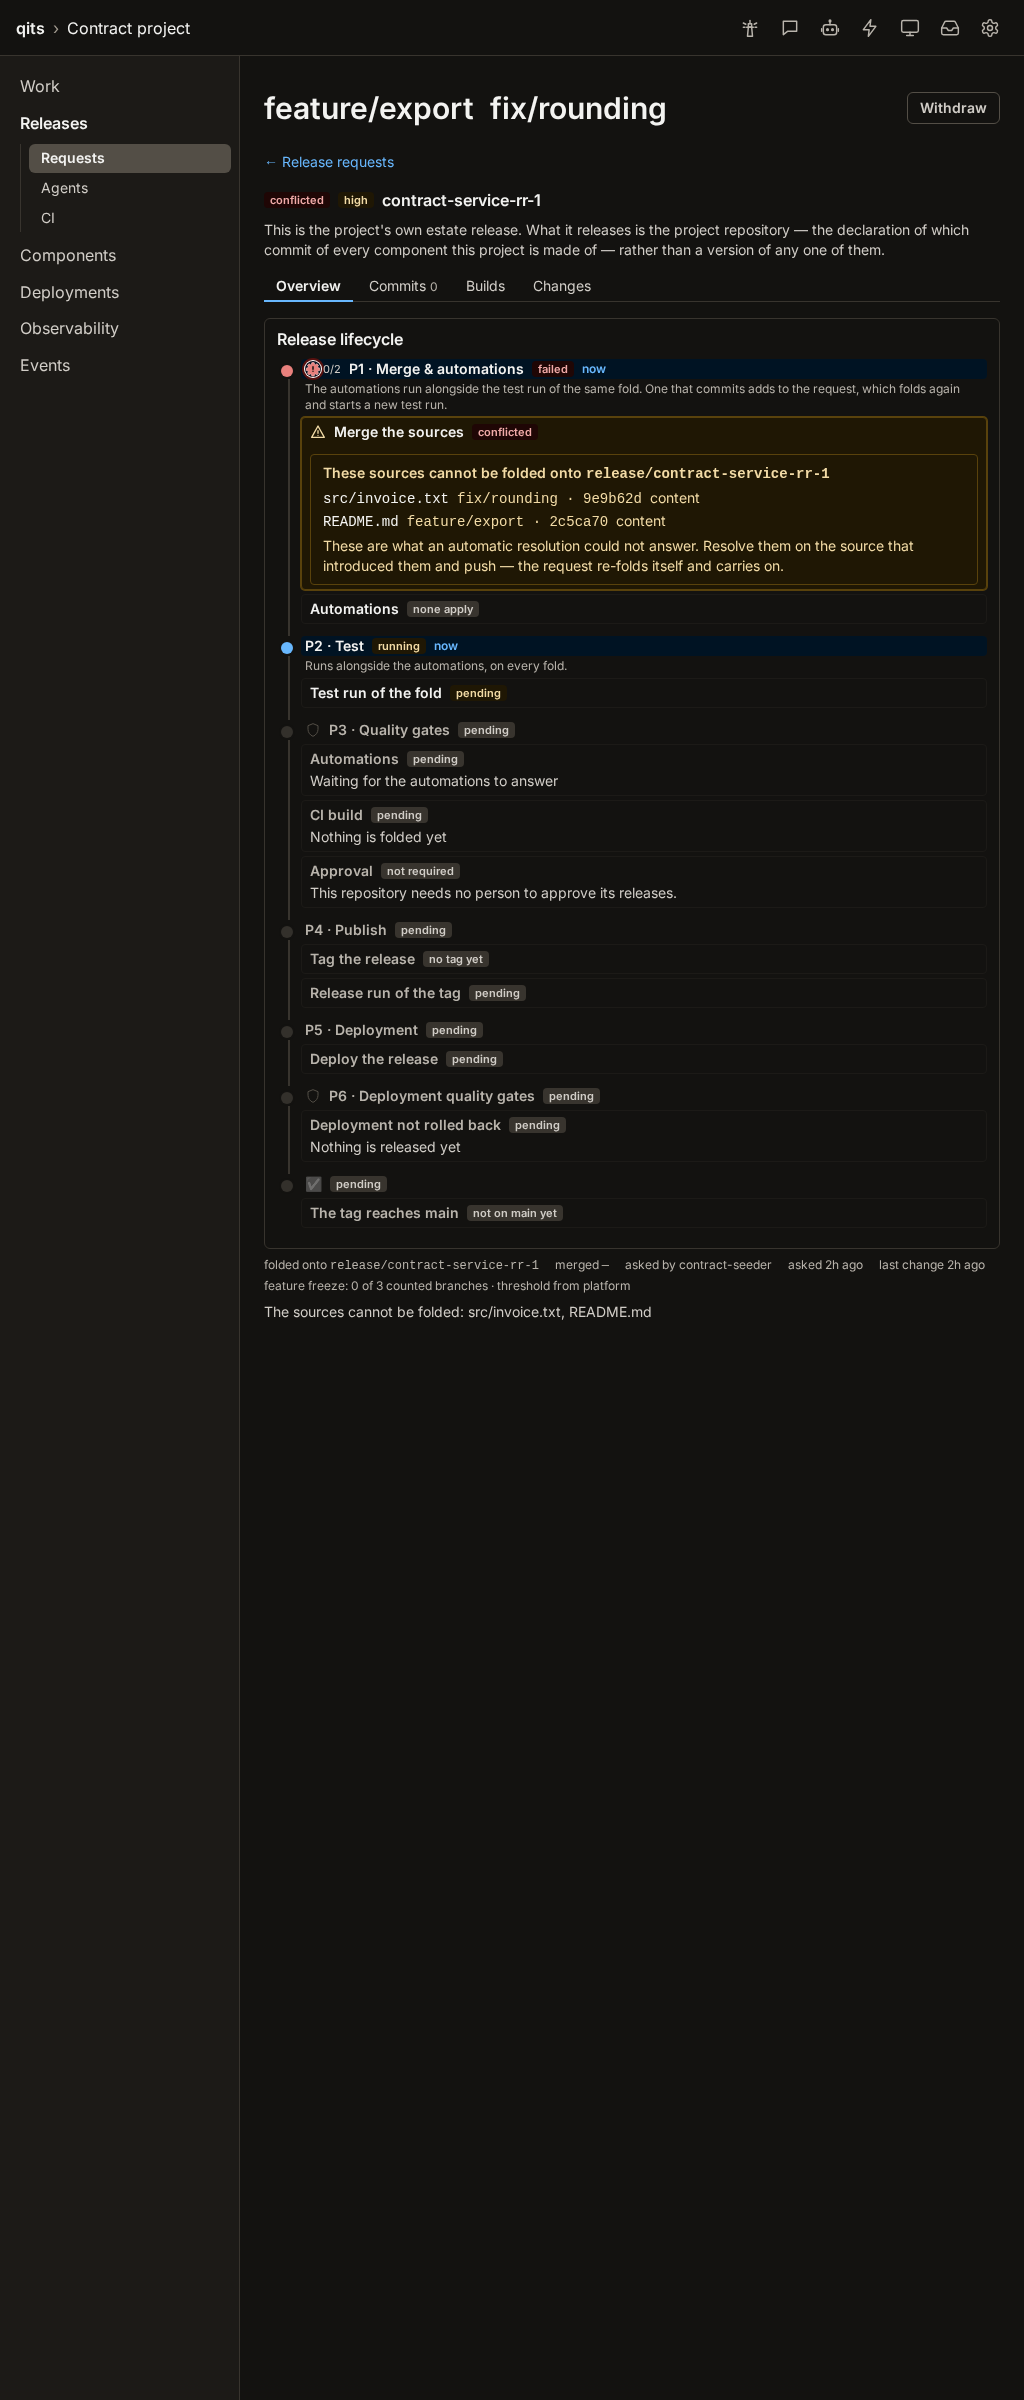 qits › Contract project
Work
Releases
Requests
Agents
CI
Components
Deployments
Observability
Events
feature/export fix/rounding
Withdraw
← Release requests
conflicted high contract-service-rr-1
This is the project's own estate release. What it releases is the project repository — the declaration of which
commit of every component this project is made of — rather than a version of any one of them.
Overview Commits 0 Builds Changes
Release lifecycle
0/2 P1 · Merge & automations failed now
The automations run alongside the test run of the same fold. One that commits adds to the request, which folds again
and starts a new test run.
Merge the sources conflicted
These sources cannot be folded onto release/contract-service-rr-1
src/invoice.txt fix/rounding · 9e9b62d content
README.md feature/export · 2c5ca70 content
These are what an automatic resolution could not answer. Resolve them on the source that
introduced them and push — the request re-folds itself and carries on.
Automations none apply
P2 · Test running now
Runs alongside the automations, on every fold.
Test run of the fold pending
P3 · Quality gates pending
Automations pending
Waiting for the automations to answer
CI build pending
Nothing is folded yet
Approval not required
This repository needs no person to approve its releases.
P4 · Publish pending
Tag the release no tag yet
Release run of the tag pending
P5 · Deployment pending
Deploy the release pending
P6 · Deployment quality gates pending
Deployment not rolled back pending
Nothing is released yet
pending
The tag reaches main not on main yet
folded onto release/contract-service-rr-1 merged — asked by contract-seeder asked 2h ago last change 2h ago
feature freeze: 0 of 3 counted branches · threshold from platform
The sources cannot be folded: src/invoice.txt, README.md